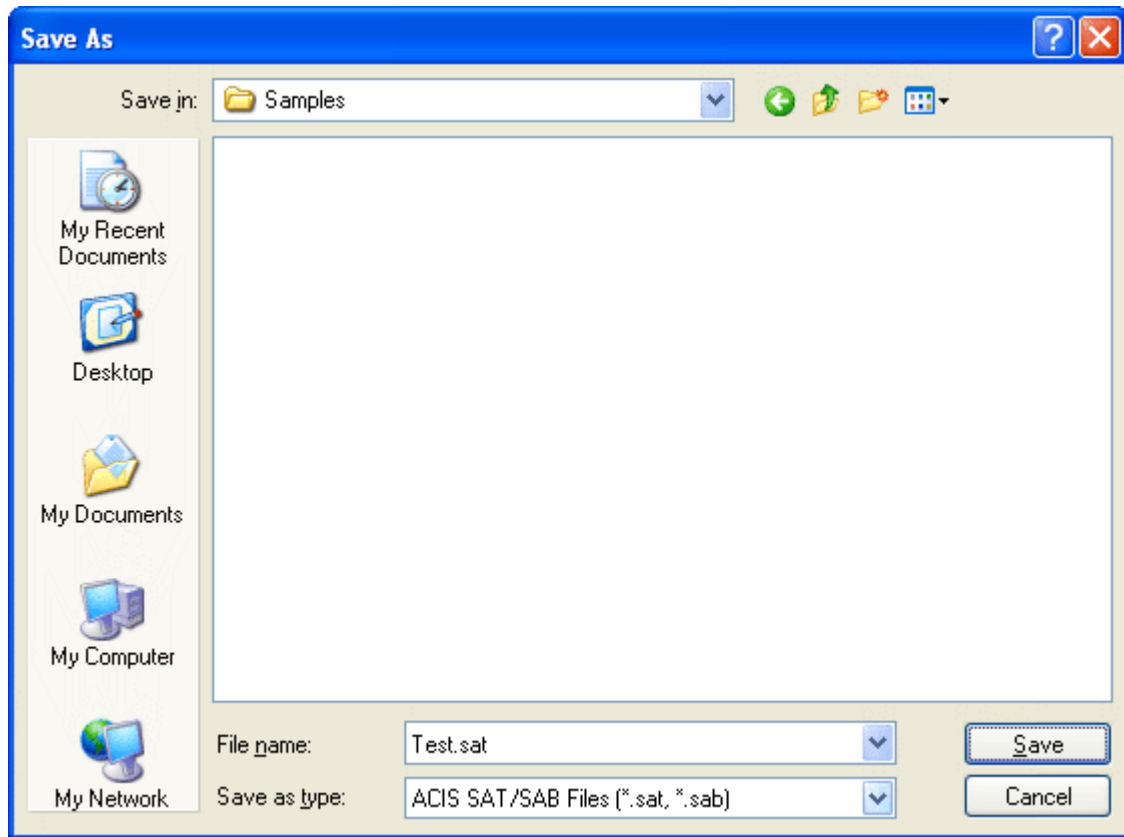 Save As
Save in:
Samples
My Recent
Documents
Desktop
My Documents
My Computer
My Network
File name:
Test.sat
Save
Save as type:
ACIS SAT/SAB Files (*.sat, *.sab)
Cancel